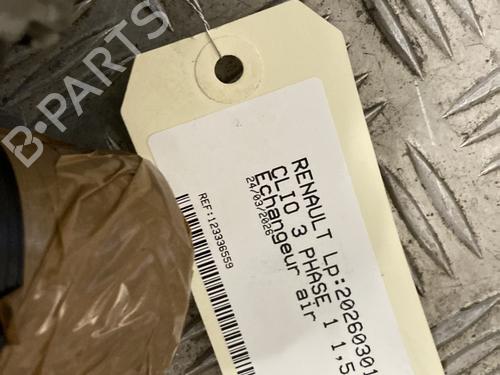 B-PARTS
RENAULT LP:20260301
CLIO 3 PHASE 1 1,5
Echangeur air
24/03/2026
REF:123336559